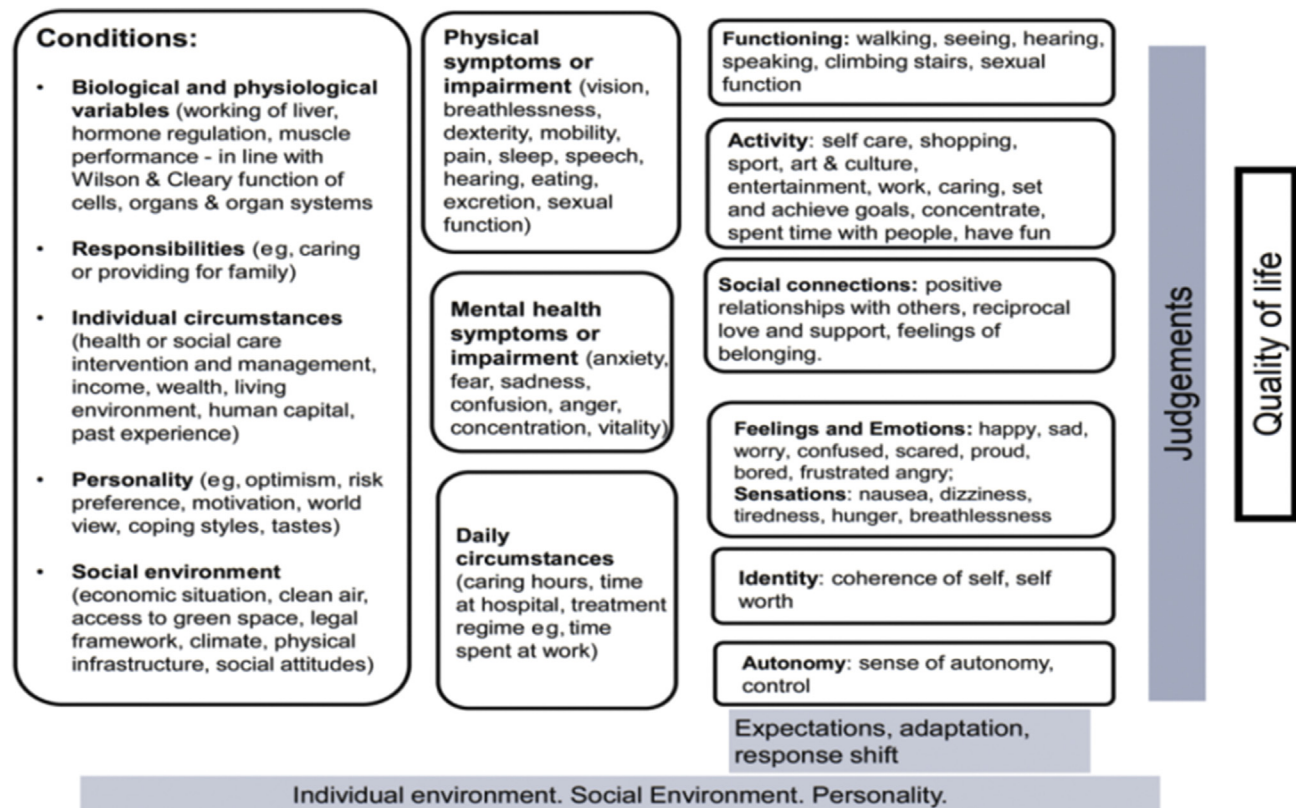 Conditions:
• Biological and physiological
variables (working of liver,
hormone regulation, muscle
performance - in line with
Wilson & Cleary function of
cells, organs & organ systems
• Responsibilities (eg, caring
or providing for family)
• Individual circumstances
(health or social care
intervention and management,
income, wealth, living
environment, human capital,
past experience)
• Personality (eg, optimism, risk
preference, motivation, world
view, coping styles, tastes)
• Social environment
(economic situation, clean air,
access to green space, legal
framework, climate, physical
infrastructure, social attitudes)
Physical
symptoms or
impairment (vision,
breathlessness,
dexterity, mobility,
pain, sleep, speech,
hearing, eating,
excretion, sexual
function)
Mental health
symptoms or
impairment (anxiety,
fear, sadness,
confusion, anger,
concentration, vitality)
Daily
circumstances
(caring hours, time
at hospital, treatment
regime eg, time
spent at work)
Functioning: walking, seeing, hearing,
speaking, climbing stairs, sexual
function
Activity: self care, shopping,
sport, art & culture,
entertainment, work, caring, set
and achieve goals, concentrate,
spent time with people, have fun
Social connections: positive
relationships with others, reciprocal
love and support, feelings of
belonging.
Feelings and Emotions: happy, sad,
worry, confused, scared, proud,
bored, frustrated angry;
Sensations: nausea, dizziness,
tiredness, hunger, breathlessness
Identity: coherence of self, self
worth
Autonomy: sense of autonomy,
control
Expectations, adaptation,
response shift
Judgements
Quality of life
Individual environment. Social Environment. Personality.